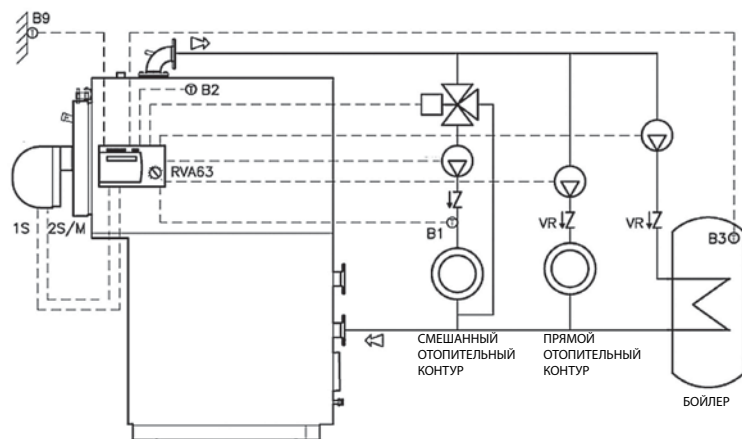 B9
B2
RVA63
1S
2S/M
B1
VR
VR
B3
СМЕШАННЫЙ
ОТОПИТЕЛЬНЫЙ
КОНТУР
ПРЯМОЙ
ОТОПИТЕЛЬНЫЙ
КОНТУР
БОЙЛЕР